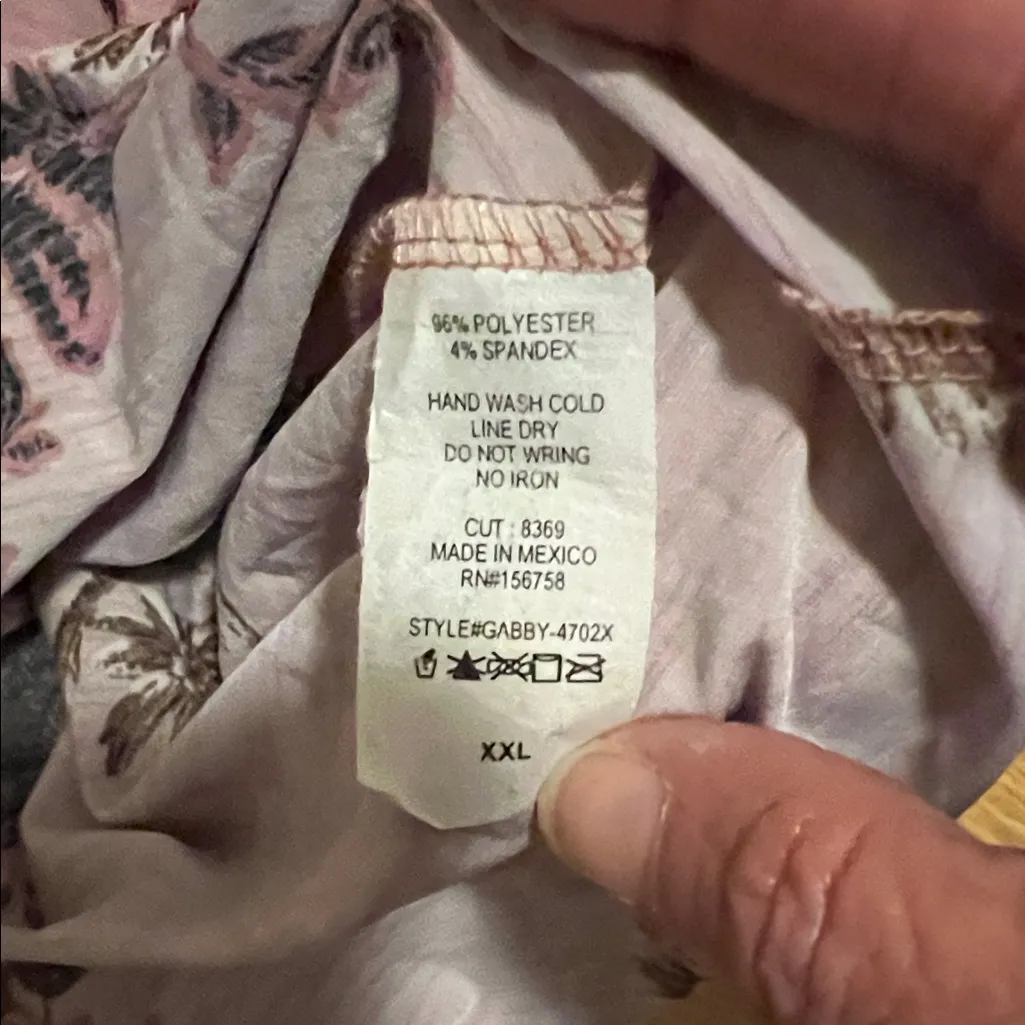 96% POLYESTER
4% SPANDEX
HAND WASH COLD
LINE DRY
DO NOT WRING
NO IRON
CUT : 8369
MADE IN MEXICO
RN#156758
STYLE#GABBY-4702X
XXL